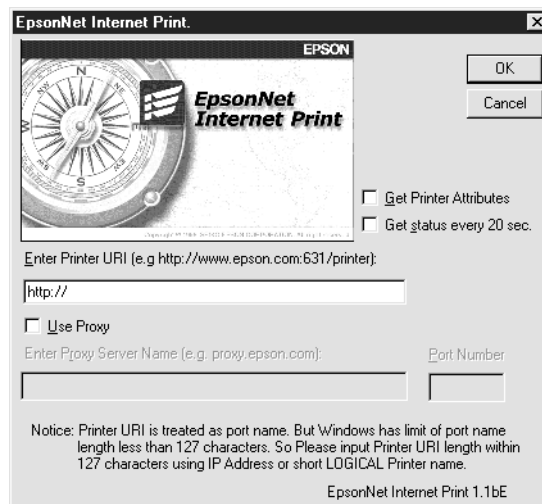 EpsonNet Internet Print.
EPSON
N
NE
E
W
EpsonNet
Internet Print
OK
Cancel
Get Printer Attributes
Get status every 20 sec.
Enter Printer URI (e.g http://www.epson.com:631/printer):
http://
Use Proxy
Enter Proxy Server Name (e.g. proxy.epson.com):
Port Number
Notice: Printer URI is treated as port name. But Windows has limit of port name
length less than 127 characters. So Please input Printer URI length within
127 characters using IP Address or short LOGICAL Printer name.
EpsonNet Internet Print 1.1bE